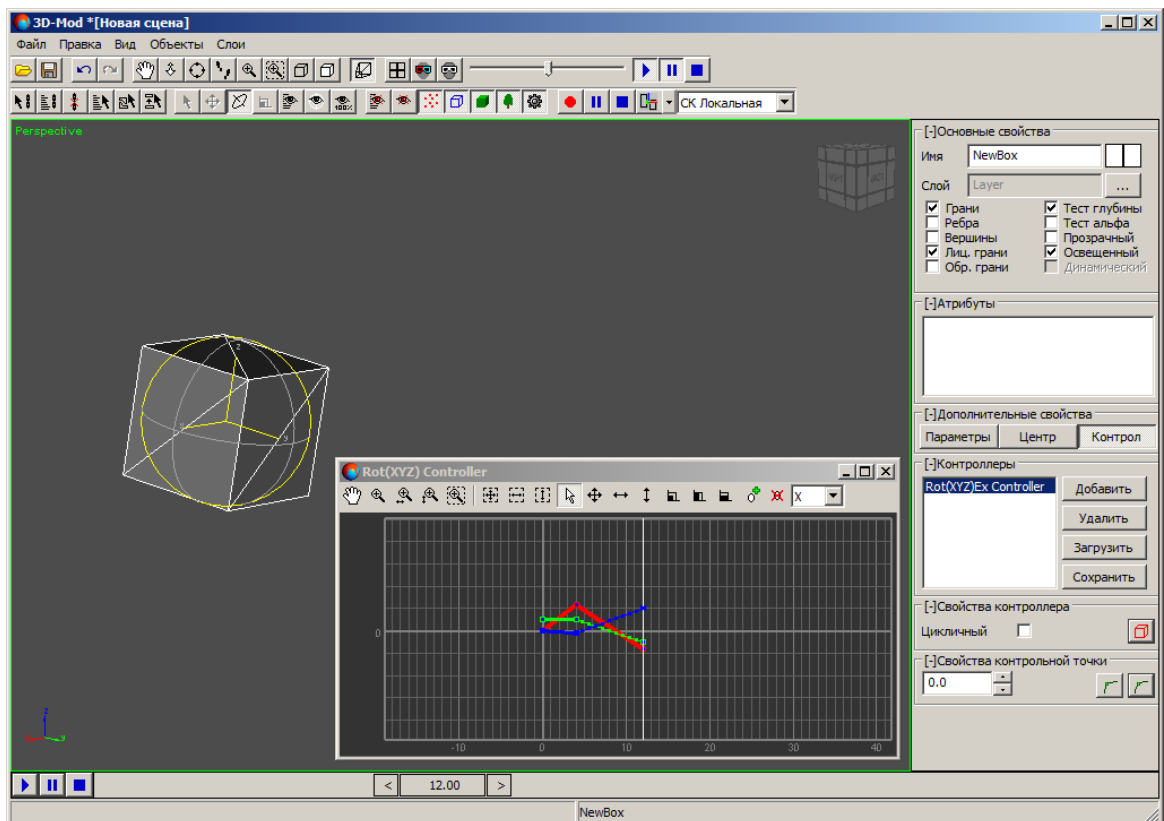 3D-Mod *[Новая сцена]
Файл Правка Вид Объекты Слои
100%
СК Локальная
Perspective
[-]Основные свойства
Имя NewBox
Слой Layer ...
Грани Тест глубины
Ребра Тест альфа
Вершины Прозрачный
Лиц. грани Освещенный
Обр. грани Динамический
[-]Атрибуты
[-]Дополнительные свойства
Параметры Центр Контрол
[-]Контроллеры
Rot(XYZ)Ex Controller
Добавить
Удалить
Загрузить
Сохранить
[-]Свойства контроллера
Цикличный
[-]Свойства контрольной точки
0.0
z
y
Rot(XYZ) Controller
X
0
-10 0 10 20 30 40
z
y
< 12.00 >
NewBox